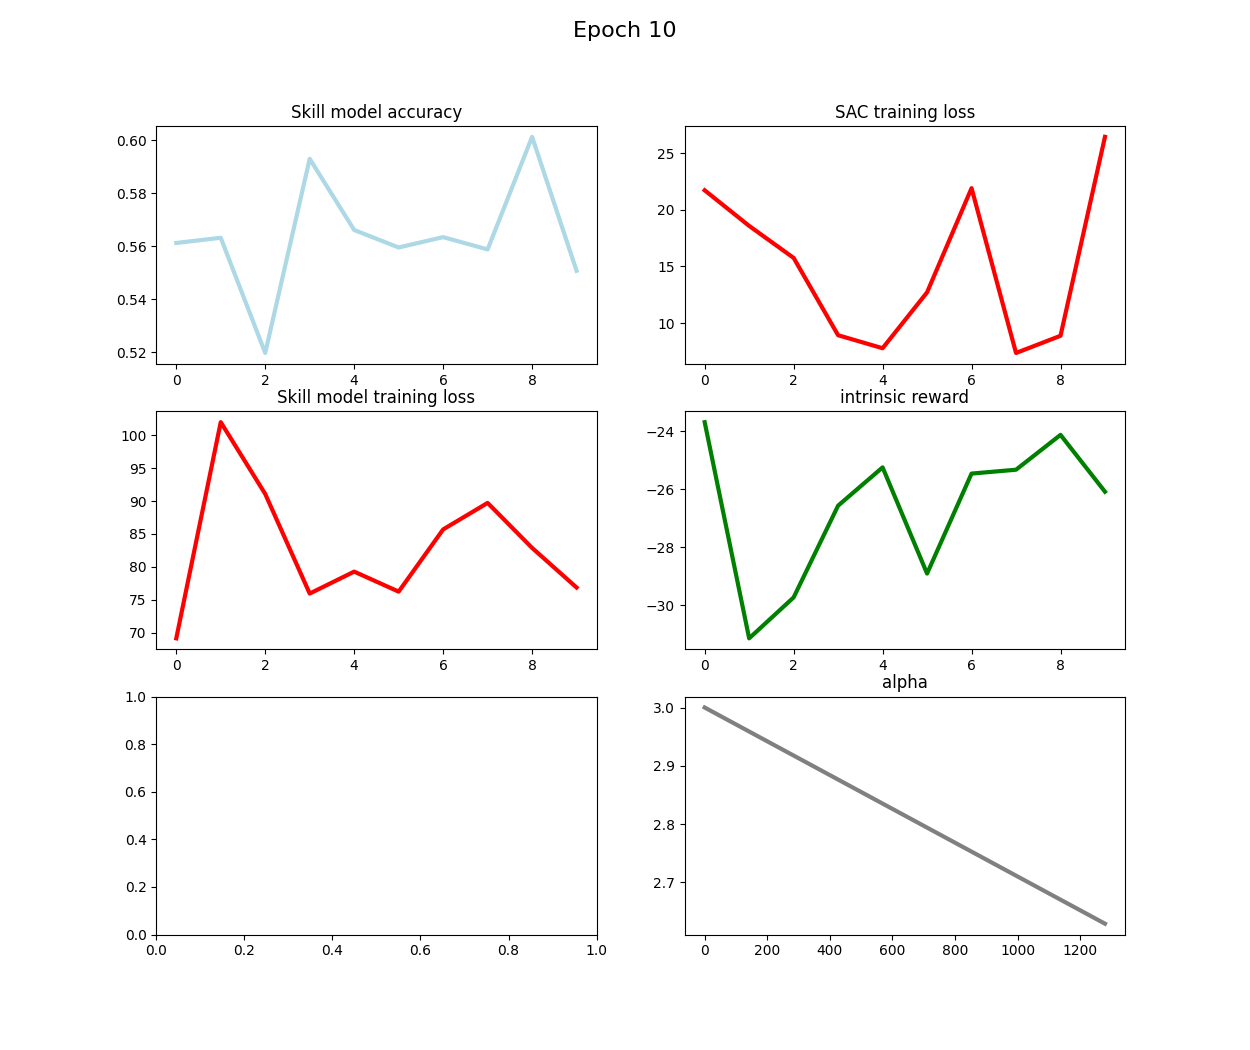 Epoch 10
Skill model accuracy
0.60
0.58
0.56
0.54
0.52
0 2 4 6 8
SAC training loss
25
20
15
10
0 2 4 6 8
Skill model training loss
100
95
90
85
80
75
70
0 2 4 6 8
intrinsic reward
−24
−26
−28
−30
0 2 4 6 8
1.0
0.8
0.6
0.4
0.2
0.0
0.0 0.2 0.4 0.6 0.8 1.0
alpha
3.0
2.9
2.8
2.7
0 200 400 600 800 1000 1200